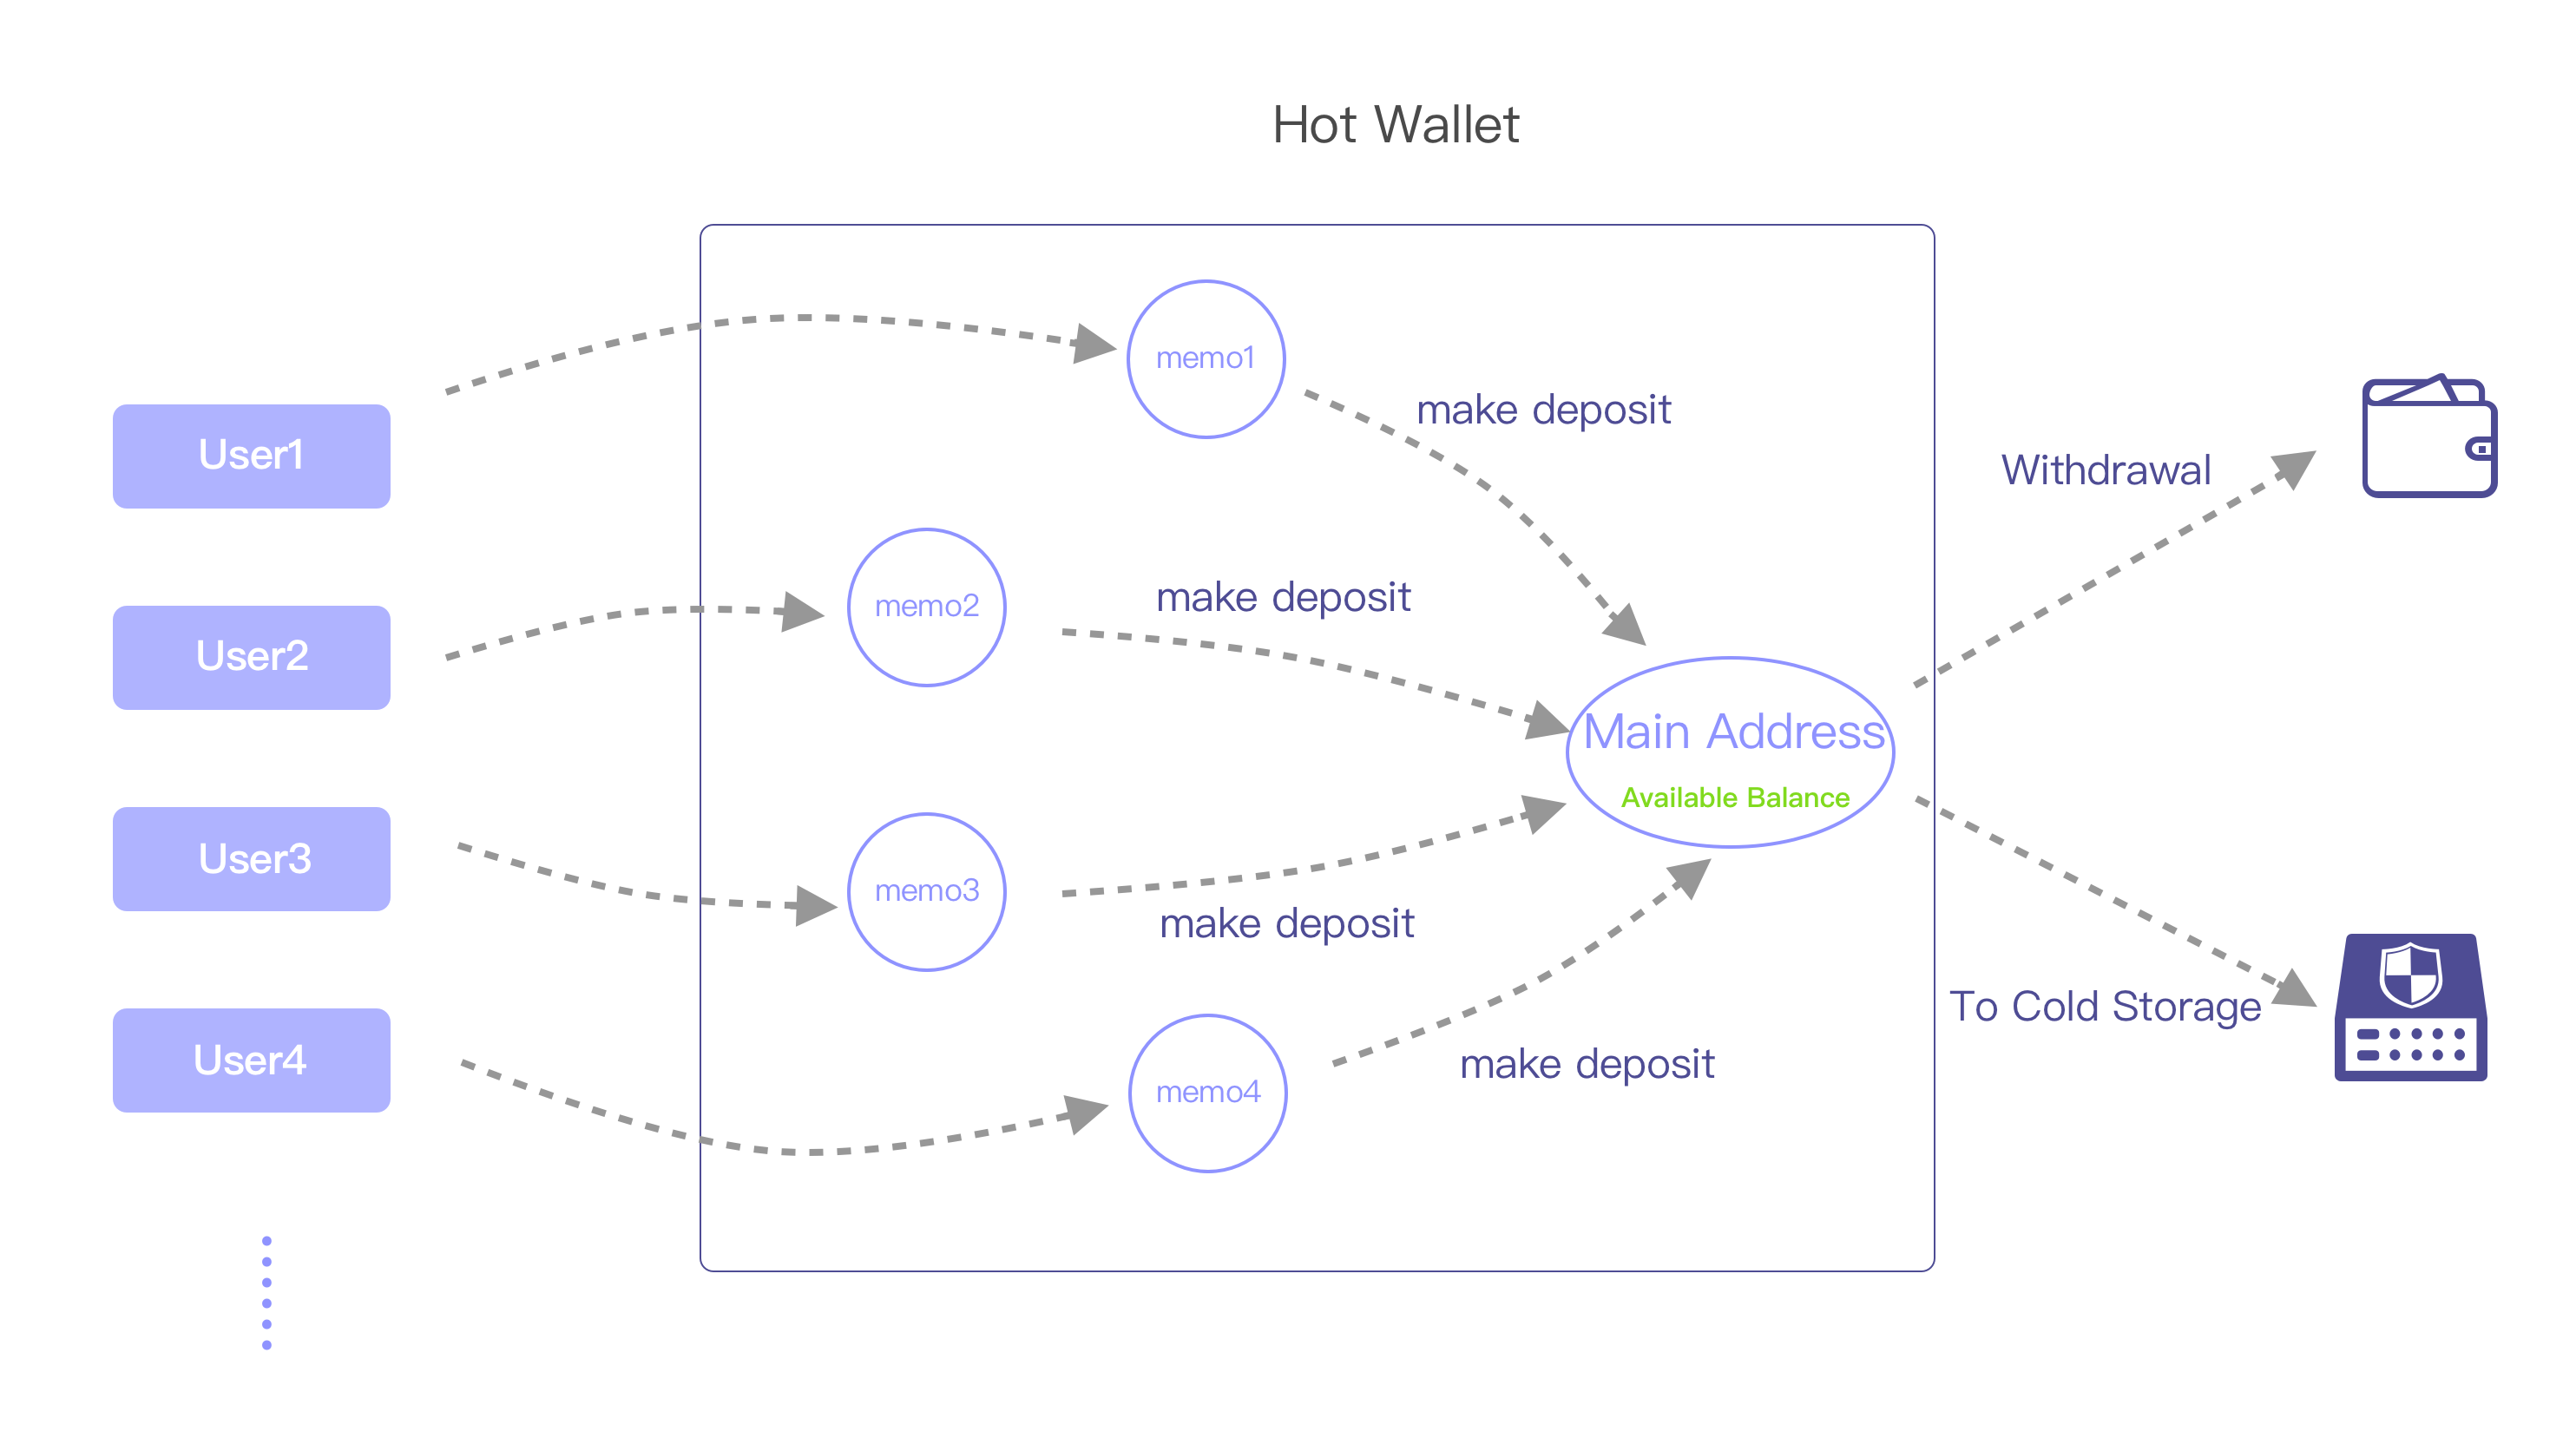 Hot Wallet
memo1
make deposit
User1
Withdrawal
memo2
make deposit
User2
Main Address
Available Balance
User3
memo3
make deposit
To Cold Storage
User4
memo4
make deposit